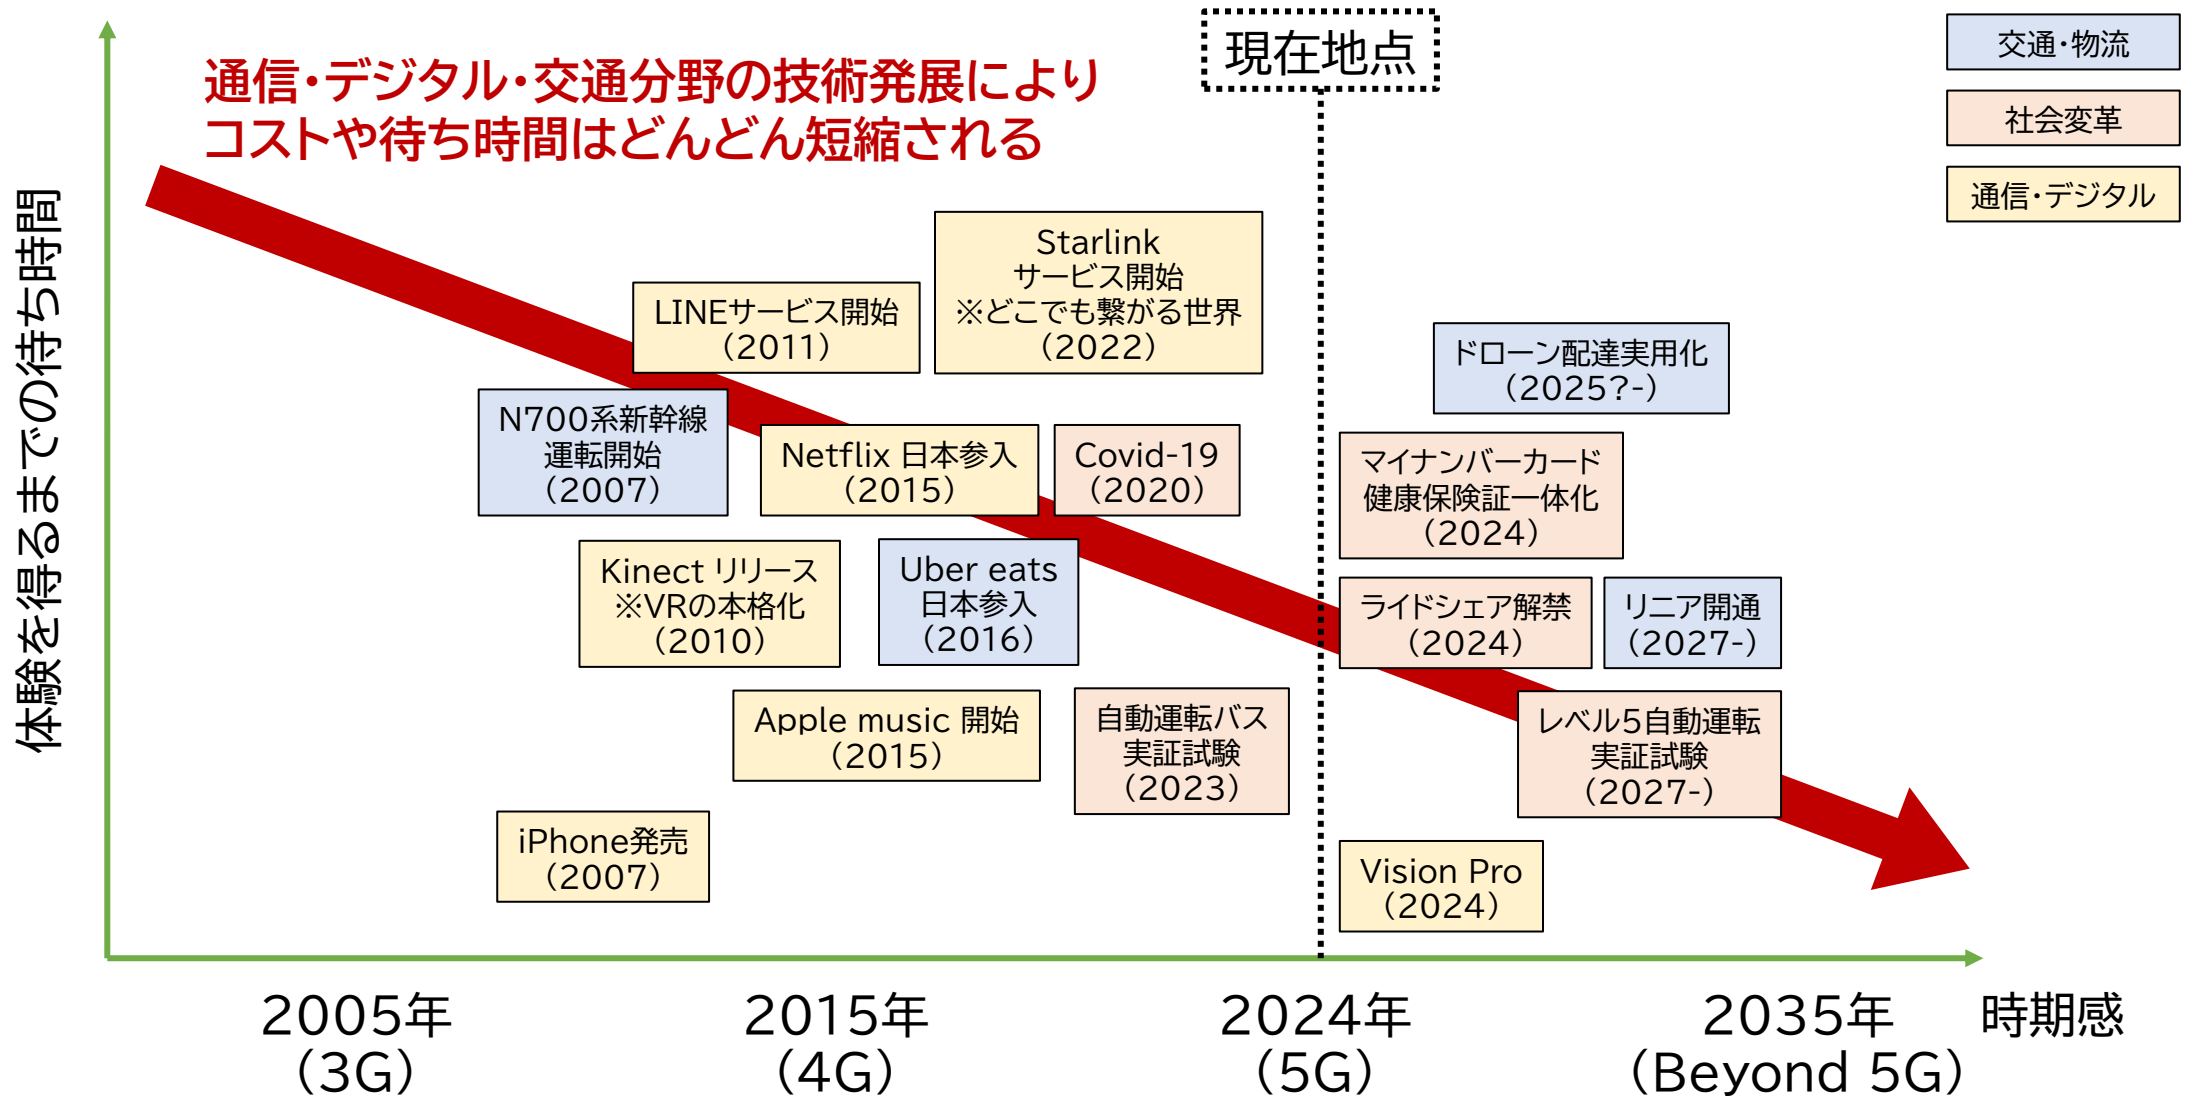 通信・デジタル・交通分野の技術発展により
コストや待ち時間はどんどん短縮される
現在地点
交通・物流
社会変革
通信・デジタル
体験を得るまでの待ち時間
Starlink
サービス開始
※どこでも繋がる世界
（2022）
LINEサービス開始
（2011）
ドローン配達実用化
（2025?-）
N700系新幹線
運転開始
（2007）
Netflix 日本参入
（2015）
Covid-19
（2020）
マイナンバーカード
健康保険証一体化
（2024）
Kinect リリース
※VRの本格化
（2010）
Uber eats
日本参入
（2016）
ライドシェア解禁
（2024）
リニア開通
（2027-）
Apple music 開始
（2015）
自動運転バス
実証試験
（2023）
レベル5自動運転
実証試験
（2027-）
iPhone発売
（2007）
Vision Pro
（2024）
2005年
（3G）
2015年
（4G）
2024年
（5G）
2035年
（Beyond 5G）
時期感